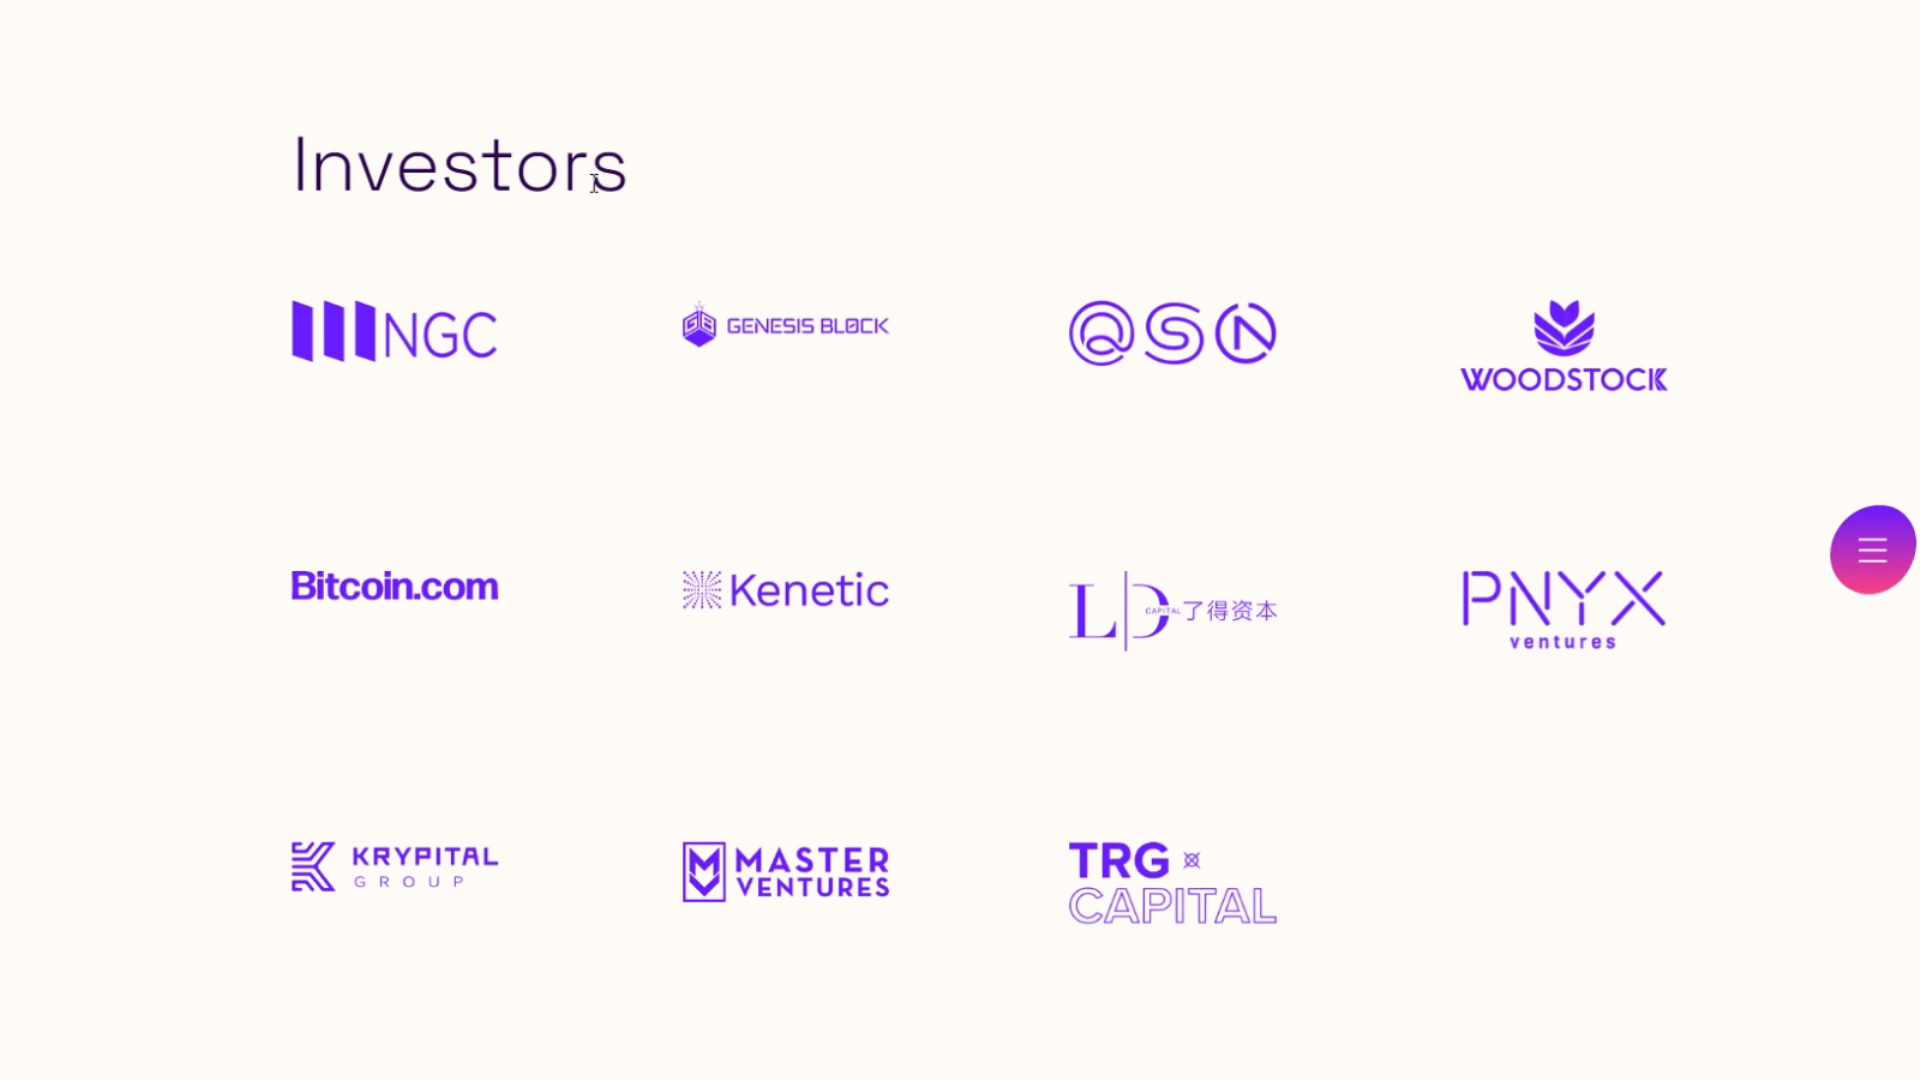 Investors
NGC
GENESIS BLOCK
QSN
WOODSTOCK
Bitcoin.com
Kenetic
LD CAPITAL 了得资本
PNYX
ventures
KRYPITAL
GROUP
MASTER
VENTURES
TRG
CAPITAL